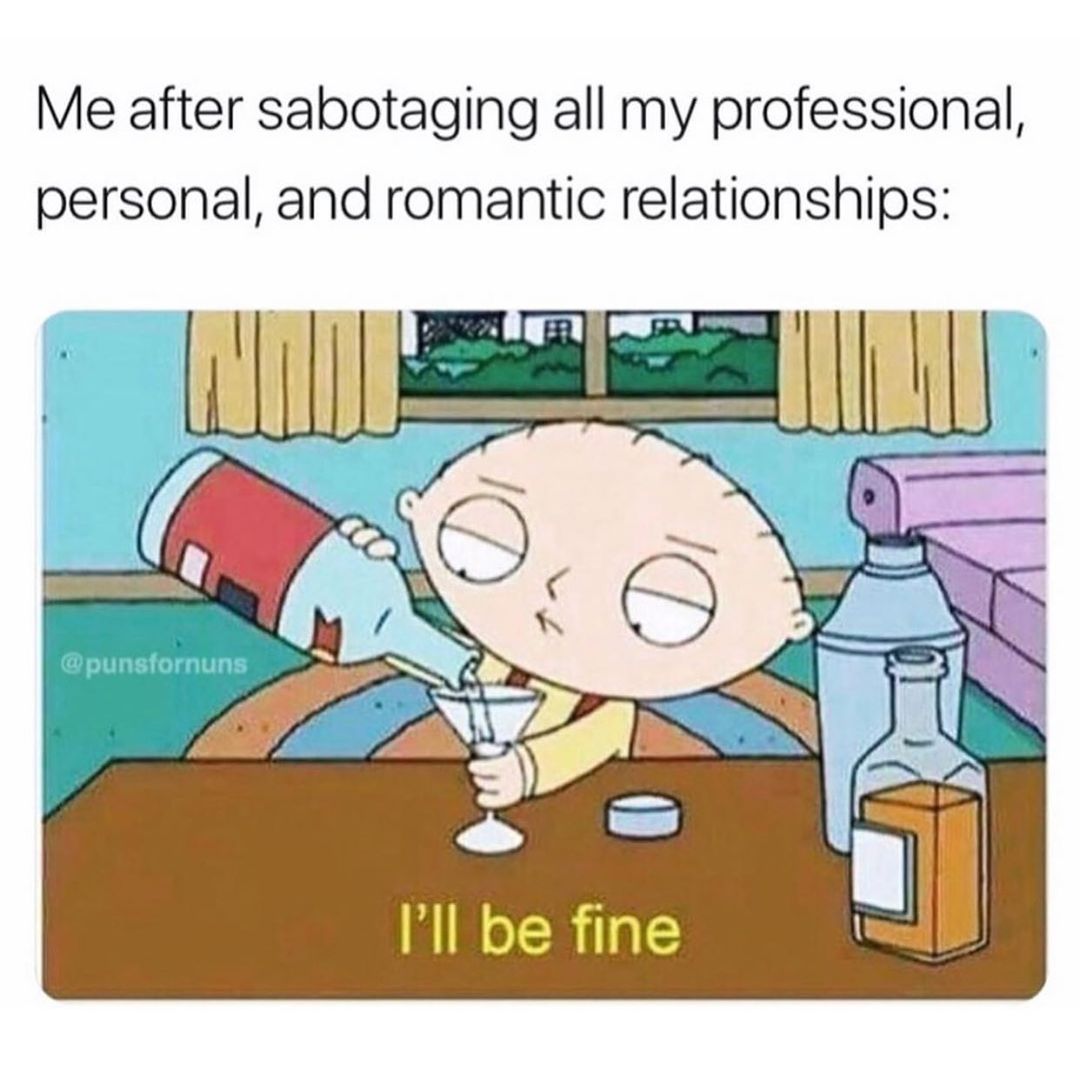 Me after sabotaging all my professional,
personal, and romantic relationships:
@punsfornuns
I'll be fine